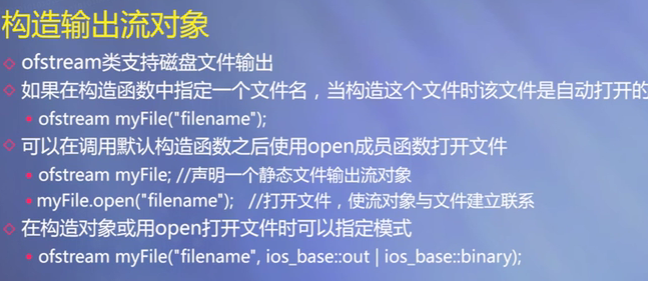 构造输出流对象
ofstream类支持磁盘文件输出
如果在构造函数中指定一个文件名，当构造这个文件时该文件是自动打开的
ofstream myFile("filename");
可以在调用默认构造函数之后使用open成员函数打开文件
ofstream myFile; //声明一个静态文件输出流对象
myFile.open("filename"); //打开文件，使流对象与文件建立联系
在构造对象或用open打开文件时可以指定模式
ofstream myFile("filename", ios_base::out | ios_base::binary);